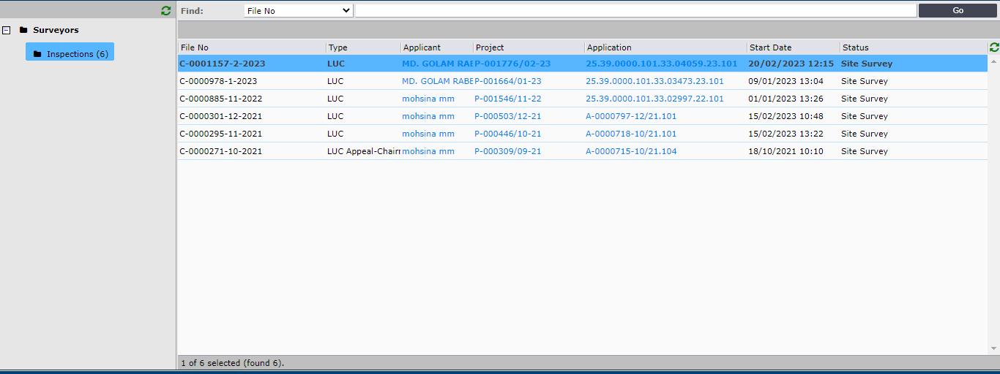 Find: File No Go
Surveyors
Inspections (6)
File No Type Applicant Project Application Start Date Status
C-0001157-2-2023 LUC MD. GOLAM RAB P-001776/02-23 25.39.0000.101.33.04059.23.101 20/02/2023 12:15 Site Survey
C-0000978-1-2023 LUC MD. GOLAM RABE P-001664/01-23 25.39.0000.101.33.03473.23.101 09/01/2023 13:04 Site Survey
C-0000885-11-2022 LUC mohsina mm P-001546/11-22 25.39.0000.101.33.02997.22.101 01/01/2023 13:26 Site Survey
C-0000301-12-2021 LUC mohsina mm P-000503/12-21 A-0000797-12/21.101 15/02/2023 10:48 Site Survey
C-0000295-11-2021 LUC mohsina mm P-000446/10-21 A-0000718-10/21.101 15/02/2023 13:22 Site Survey
C-0000271-10-2021 LUC Appeal-Chairm mohsina mm P-000309/09-21 A-0000715-10/21.104 18/10/2021 10:10 Site Survey
1 of 6 selected (found 6).